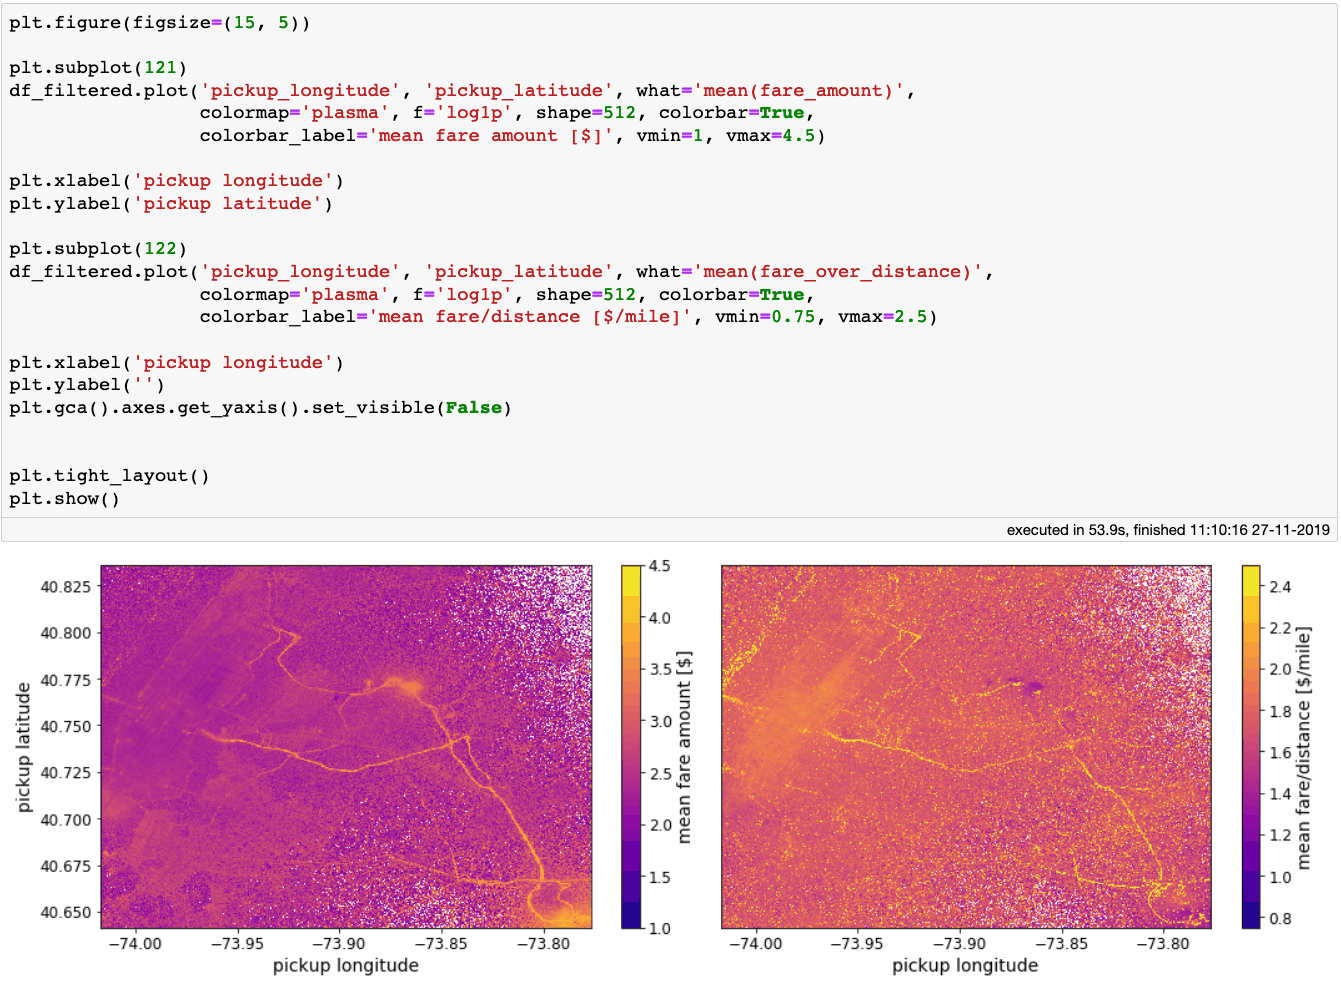 plt.figure(figsize=(15, 5))
plt.subplot(121)
df_filtered.plot('pickup_longitude', 'pickup_latitude', what='mean(fare_amount)',
colormap='plasma', f='log1p', shape=512, colorbar=True,
colorbar_label='mean fare amount [$]', vmin=1, vmax=4.5)
plt.xlabel('pickup longitude')
plt.ylabel('pickup latitude')
plt.subplot(122)
df_filtered.plot('pickup_longitude', 'pickup_latitude', what='mean(fare_over_distance)',
colormap='plasma', f='log1p', shape=512, colorbar=True,
colorbar_label='mean fare/distance [$/mile]', vmin=0.75, vmax=2.5)
plt.xlabel('pickup longitude')
plt.ylabel('')
plt.gca().axes.get_yaxis().set_visible(False)
plt.tight_layout()
plt.show()
executed in 53.9s, finished 11:10:16 27-11-2019
pickup latitude
40.825
40.800
40.775
40.750
40.725
40.700
40.675
40.650
−74.00 −73.95 −73.90 −73.85 −73.80
pickup longitude
4.5
4.0
3.5
3.0
2.5
2.0
1.5
1.0
mean fare amount [$]
−74.00 −73.95 −73.90 −73.85 −73.80
pickup longitude
2.4
2.2
2.0
1.8
1.6
1.4
1.2
1.0
0.8
mean fare/distance [$/mile]